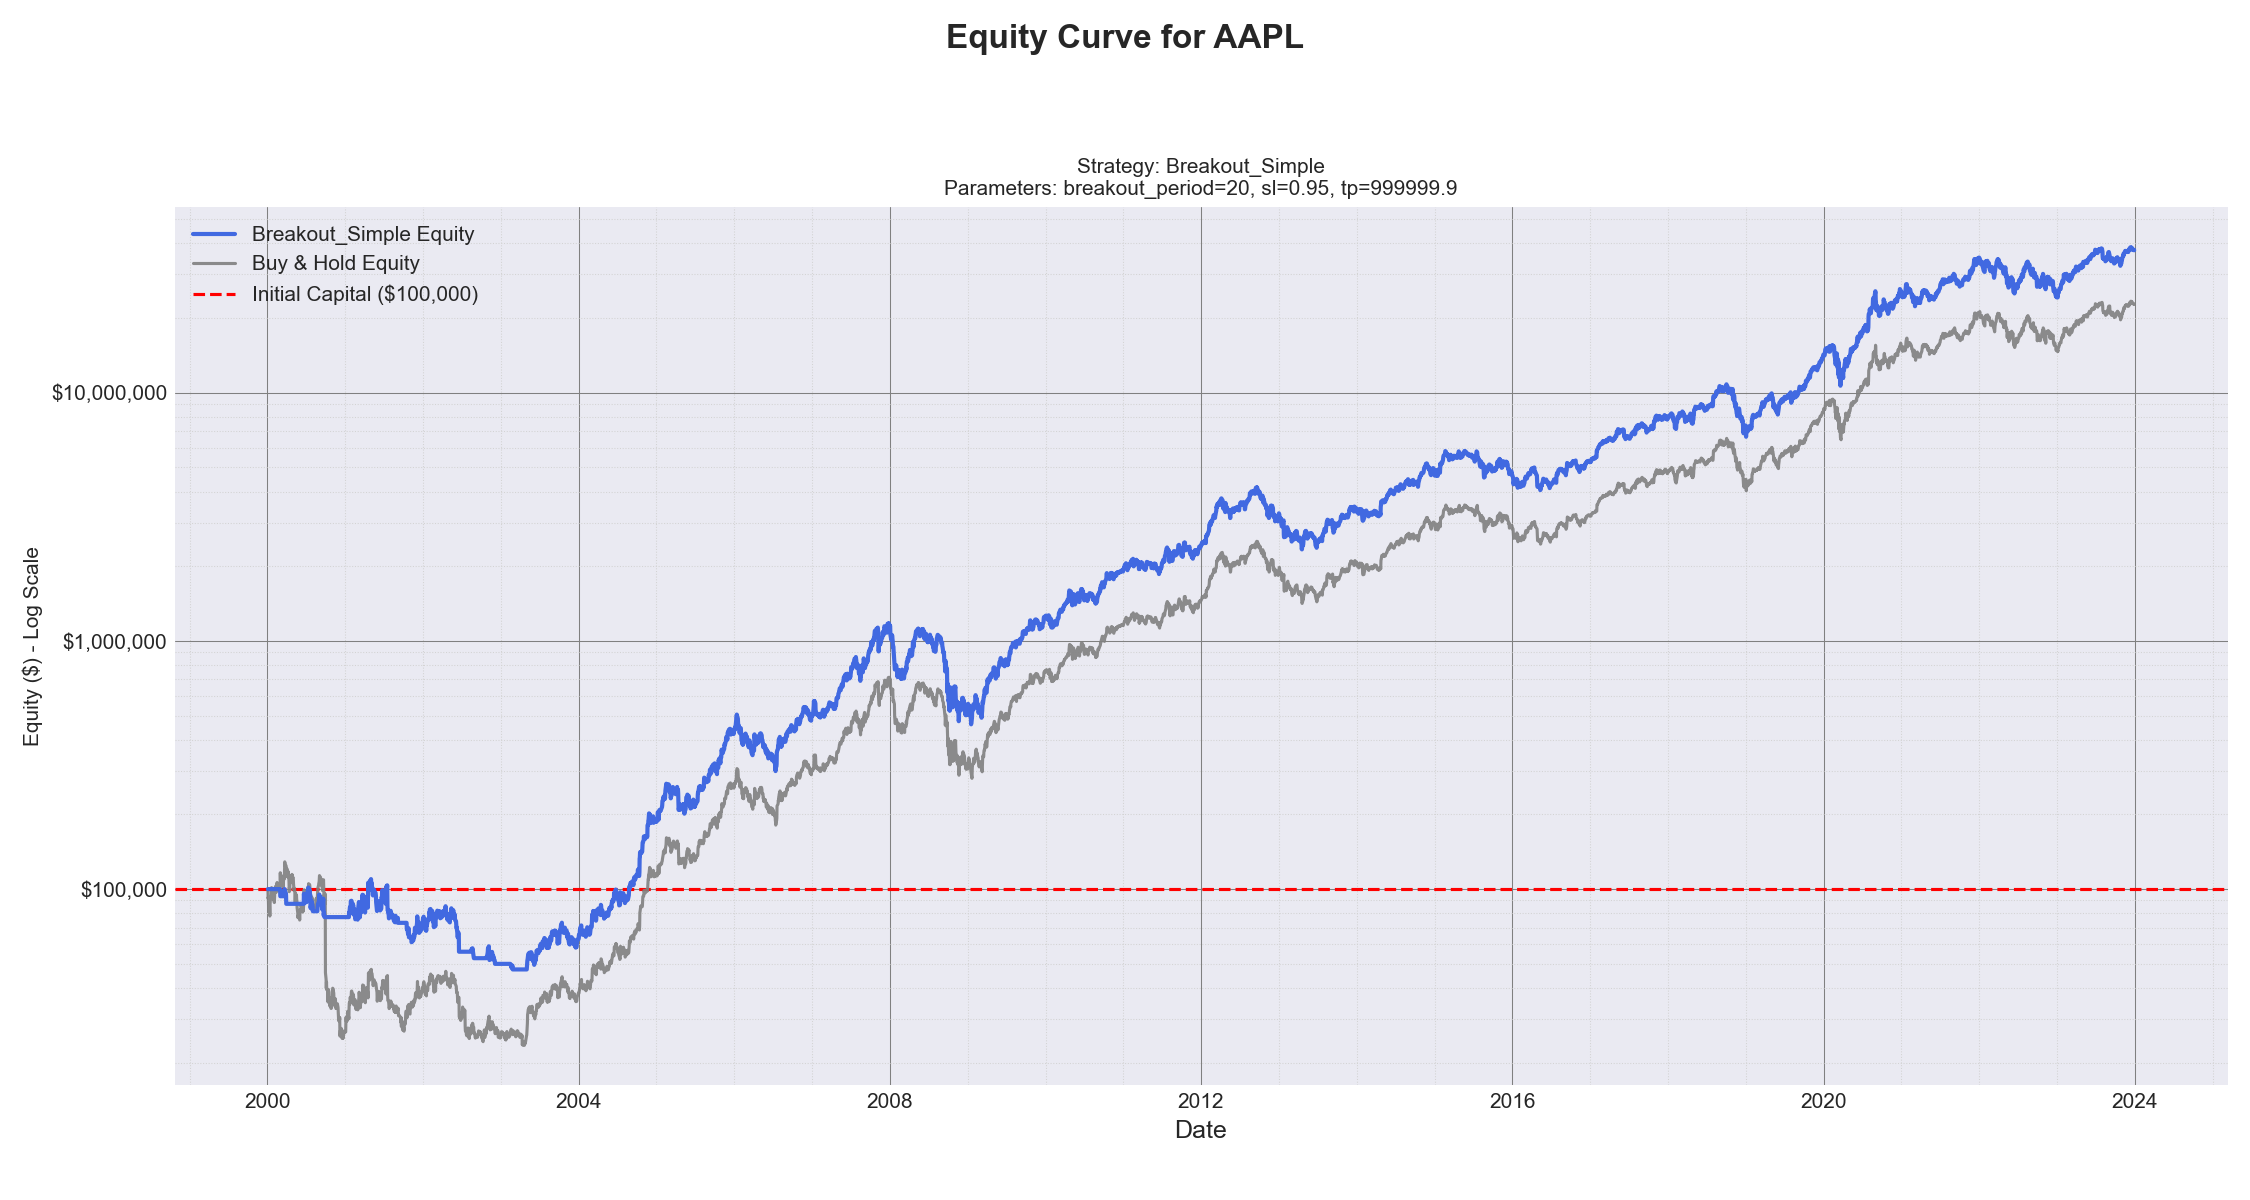 Equity Curve for AAPL
Strategy: Breakout_Simple
Parameters: breakout_period=20, sl=0.95, tp=999999.9
Breakout_Simple Equity
Buy & Hold Equity
Initial Capital ($100,000)
$10,000,000
$1,000,000
$100,000
Equity ($) - Log Scale
2000
2004
2008
2012
2016
2020
2024
Date